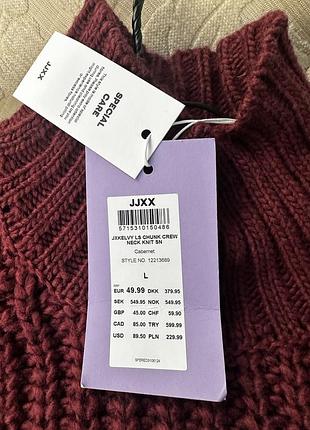 JJXX
SPECIAL
CARE
JJXX
5715310150486
JXKELVY LS CHUNK CREW
NECK KNIT SN
Cabernet
STYLE NO. 12213689
L
EUR 49.99 DKK 379.95
SEK 549.95 NOK 549.95
GBP 45.00 CHF 59.90
CAD 85.00 TRY 599.99
USD 89.50 PLN 229.99